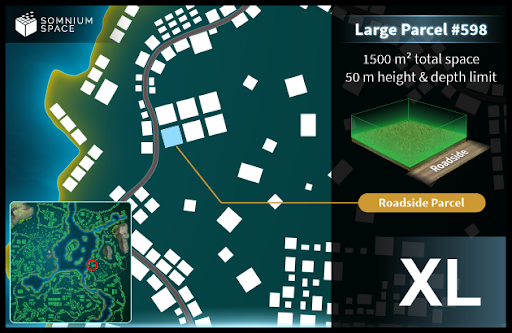 SOMNIUM
SPACE
Large Parcel #598
1500 m² total space
50 m height & depth limit
Roadside
Roadside Parcel
XL